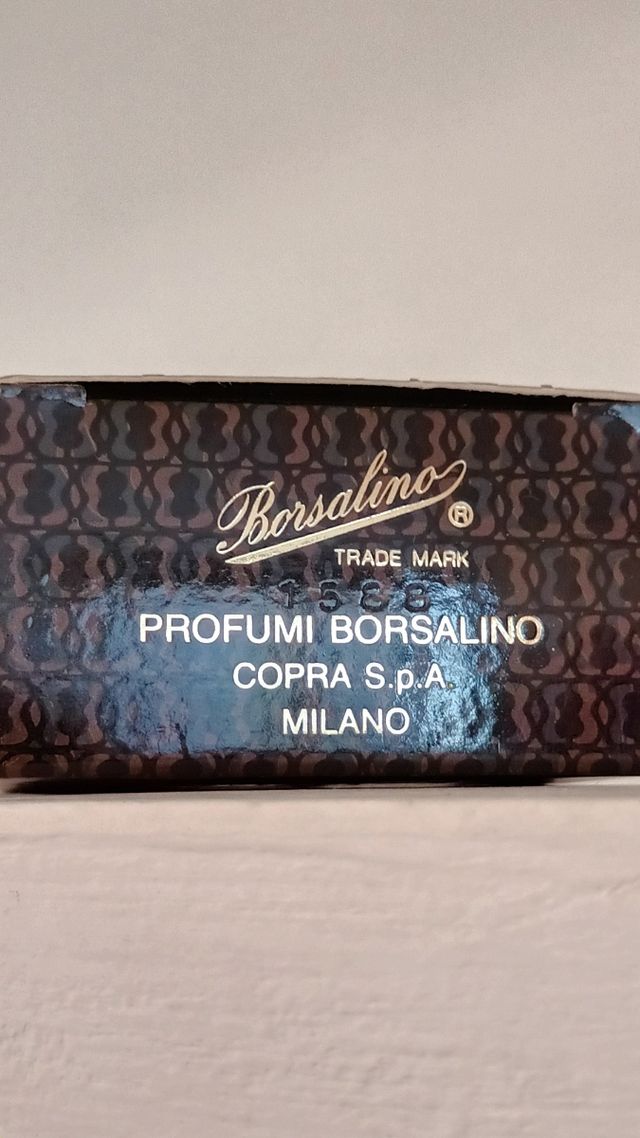 Borsalino ®
TRADE MARK
1588
PROFUMI BORSALINO
COPRA S.p.A.
MILANO